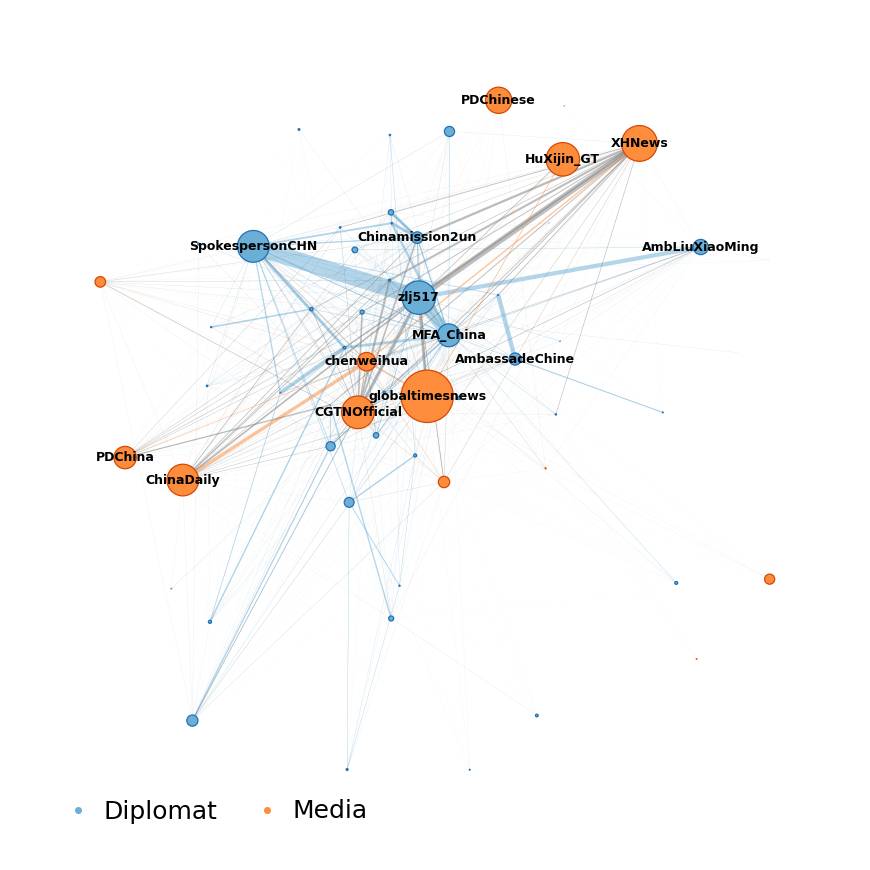 PDChinese
XHNews
HuXijin_GT
Chinamission2un
SpokespersonCHN
AmbLiuXiaoMing
zlj517
MFA_China
AmbassadeChine
chenweihua
globaltimesnews
CGTNOfficial
PDChina
ChinaDaily
Diplomat Media